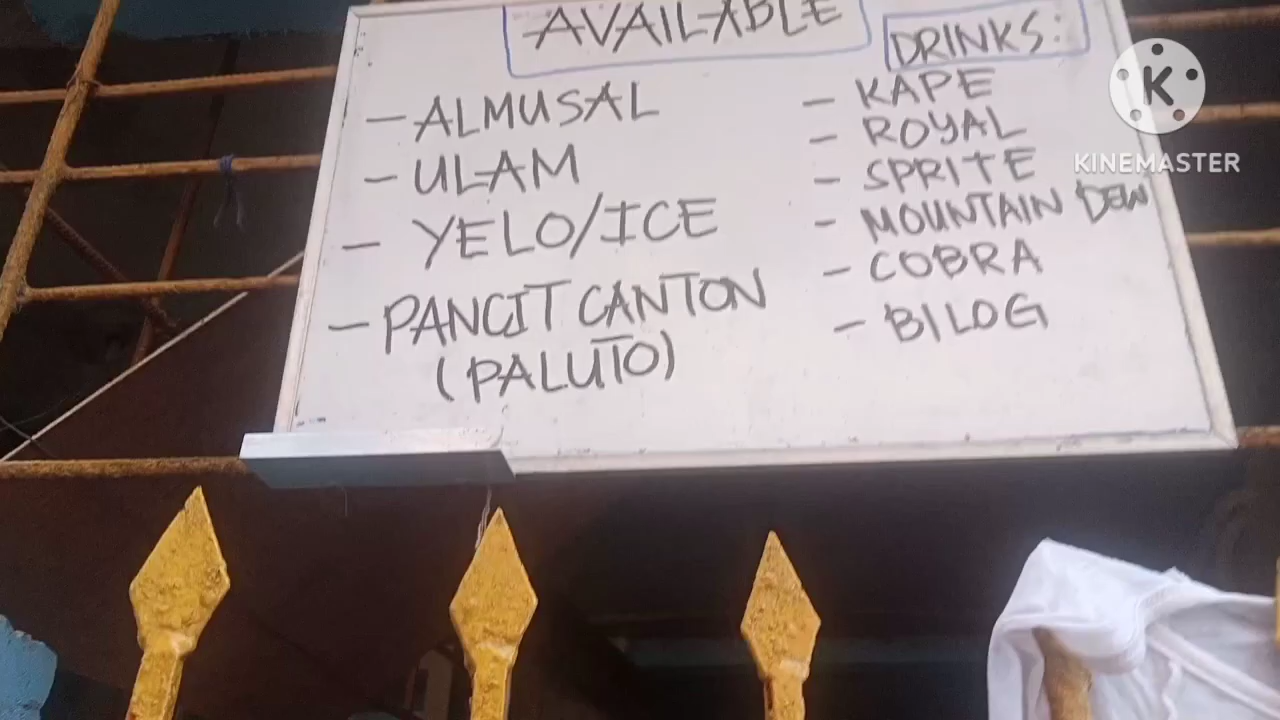 AVAILABLE
- ALMUSAL
- ULAM
- YELO/ICE
- PANCIT CANTON
(PALUTO)
DRINKS:
- KAPE
- ROYAL
- SPRITE
- MOUNTAIN DEW
- COBRA
- BILOG
K
KINEMASTER